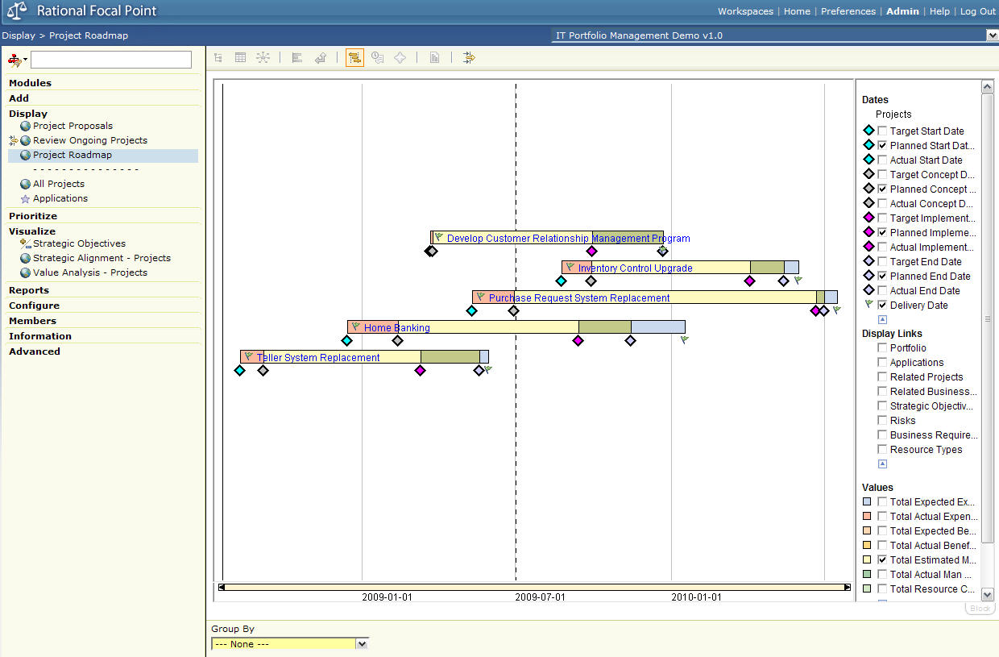 Rational Focal Point
Workspaces | Home | Preferences | Admin | Help | Log Out
Display > Project Roadmap
IT Portfolio Management Demo v1.0
Modules
Add
Display
Project Proposals
Review Ongoing Projects
Project Roadmap
- - - - - - - - - - - - - - -
All Projects
Applications
Prioritize
Visualize
Strategic Objectives
Strategic Alignment - Projects
Value Analysis - Projects
Reports
Configure
Members
Information
Advanced
Develop Customer Relationship Management Program
Inventory Control Upgrade
Purchase Request System Replacement
Home Banking
Teller System Replacement
2009-01-01
2009-07-01
2010-01-01
Dates
Projects
Target Start Date
Planned Start Dat...
Actual Start Date
Target Concept D...
Planned Concept ...
Actual Concept D...
Target Implement...
Planned Impleme...
Actual Implement...
Target End Date
Planned End Date
Actual End Date
Delivery Date
Display Links
Portfolio
Applications
Related Projects
Related Business...
Strategic Objectiv...
Risks
Business Require...
Resource Types
Values
Total Expected Ex...
Total Actual Expen...
Total Expected Be...
Total Actual Benef...
Total Estimated M...
Total Actual Man ...
Total Resource C...
Block
Group By
--- None ---